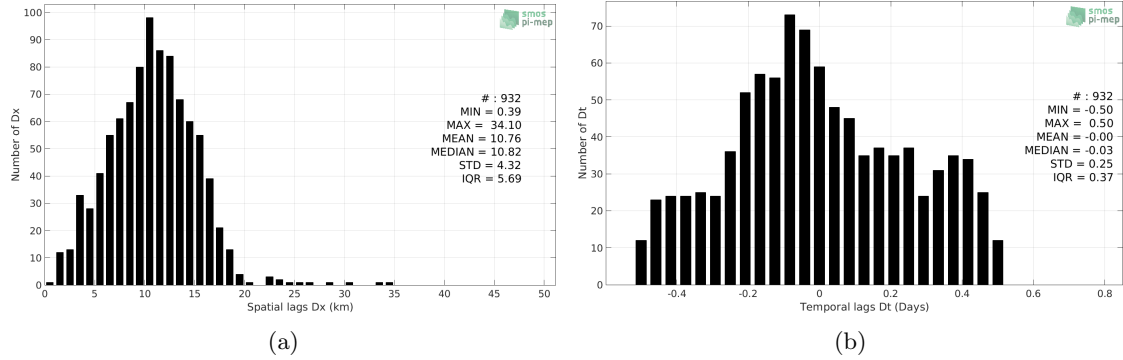 smos
pi-mep
100
90
80
70
60
50
40
30
20
10
0
Number of Dx
# : 932
MIN = 0.39
MAX = 34.10
MEAN = 10.76
MEDIAN = 10.82
STD = 4.32
IQR = 5.69
0 5 10 15 20 25 30 35 40 45 50
Spatial lags Dx (km)
(a)
smos
pi-mep
70
60
50
40
30
20
10
0
Number of Dt
# : 932
MIN = -0.50
MAX = 0.50
MEAN = -0.00
MEDIAN = -0.03
STD = 0.25
IQR = 0.37
-0.4 -0.2 0 0.2 0.4 0.6 0.8
Temporal lags Dt (Days)
(b)